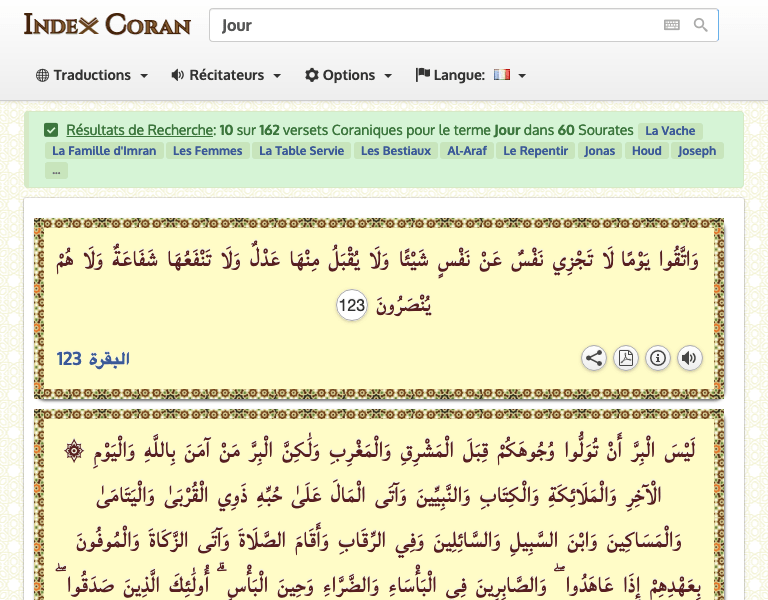 INDEX CORAN
Jour
Traductions Récitateurs Options Langue:
Résultats de Recherche: 10 sur 162 versets Coraniques pour le terme Jour dans 60 Sourates La Vache
La Famille d'Imran Les Femmes La Table Servie Les Bestiaux Al-Araf Le Repentir Jonas Houd Joseph
...
وَاتَّقُوا يَوْمًا لَا تَجْزِي نَفْسٌ عَنْ نَفْسٍ شَيْئًا وَلَا يُقْبَلُ مِنْهَا عَدْلٌ وَلَا تَنْفَعُهَا شَفَاعَةٌ وَلَا هُمْ
يُنْصَرُونَ 123
البقرة 123
۞ لَيْسَ الْبِرَّ أَنْ تُوَلُّوا وُجُوهَكُمْ قِبَلَ الْمَشْرِقِ وَالْمَغْرِبِ وَلَٰكِنَّ الْبِرَّ مَنْ آمَنَ بِاللَّهِ وَالْيَوْمِ
الْآخِرِ وَالْمَلَائِكَةِ وَالْكِتَابِ وَالنَّبِيِّينَ وَآتَى الْمَالَ عَلَىٰ حُبِّهِ ذَوِي الْقُرْبَىٰ وَالْيَتَامَىٰ
وَالْمَسَاكِينَ وَابْنَ السَّبِيلِ وَالسَّائِلِينَ وَفِي الرِّقَابِ وَأَقَامَ الصَّلَاةَ وَآتَى الزَّكَاةَ وَالْمُوفُونَ
بِعَهْدِهِمْ إِذَا عَاهَدُوا ۖ وَالصَّابِرِينَ فِي الْبَأْسَاءِ وَالضَّرَّاءِ وَحِينَ الْبَأْسِ ۗ أُولَٰئِكَ الَّذِينَ صَدَقُوا ۖ